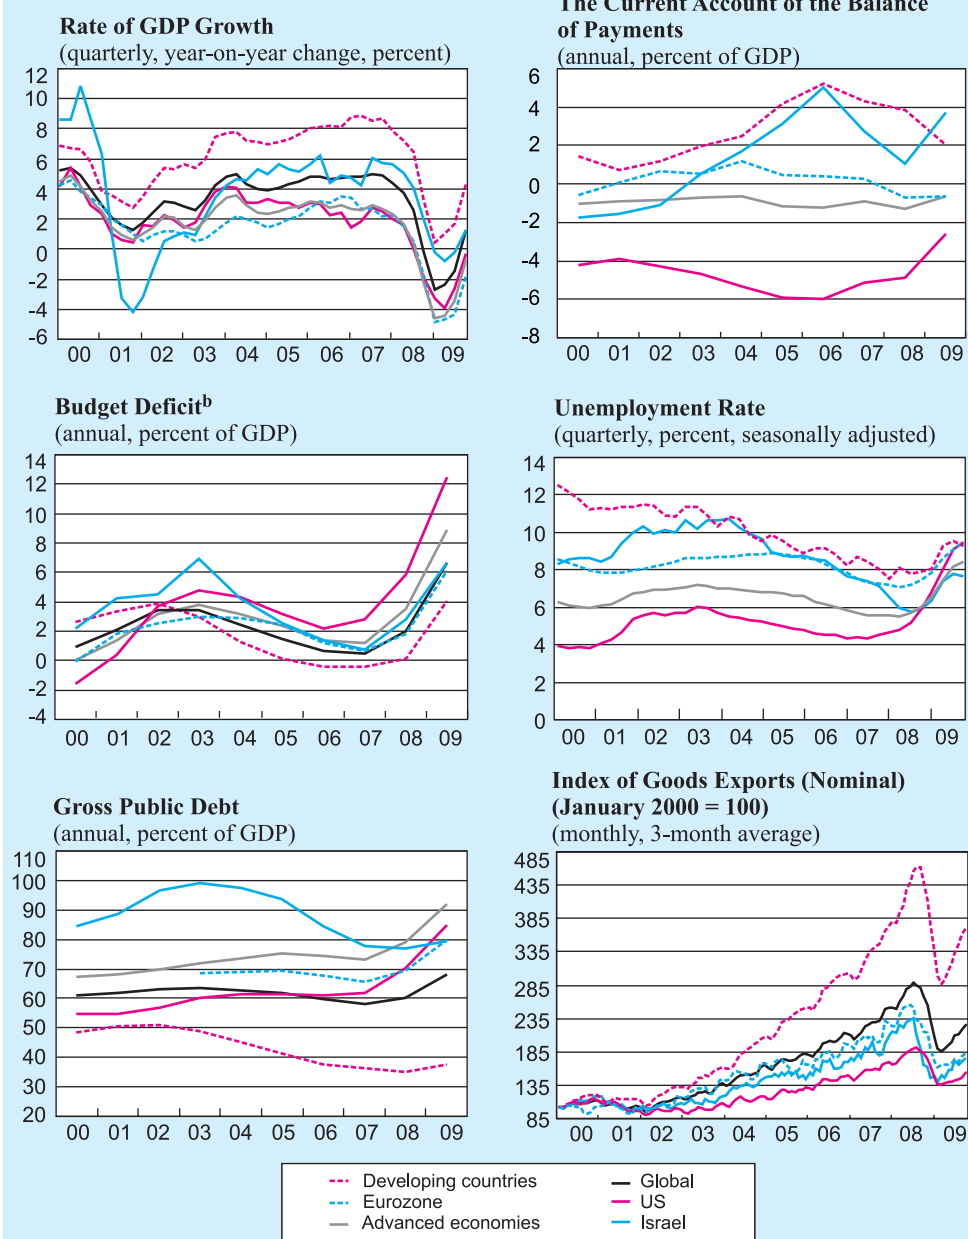 Rate of GDP Growth
(quarterly, year-on-year change, percent)
12
10
8
6
4
2
0
-2
-4
-6
00 01 02 03 04 05 06 07 08 09
The Current Account of the Balance
of Payments
(annual, percent of GDP)
6
4
2
0
-2
-4
-6
-8
00 01 02 03 04 05 06 07 08 09
Budget Deficitb
(annual, percent of GDP)
14
12
10
8
6
4
2
0
-2
-4
00 01 02 03 04 05 06 07 08 09
Unemployment Rate
(quarterly, percent, seasonally adjusted)
14
12
10
8
6
4
2
0
00 01 02 03 04 05 06 07 08 09
Gross Public Debt
(annual, percent of GDP)
110
100
90
80
70
60
50
40
30
20
00 01 02 03 04 05 06 07 08 09
Index of Goods Exports (Nominal)
(January 2000 = 100)
(monthly, 3-month average)
485
435
385
335
285
235
185
135
85
00 01 02 03 04 05 06 07 08 09
Developing countries
Eurozone
Advanced economies
Global
US
Israel